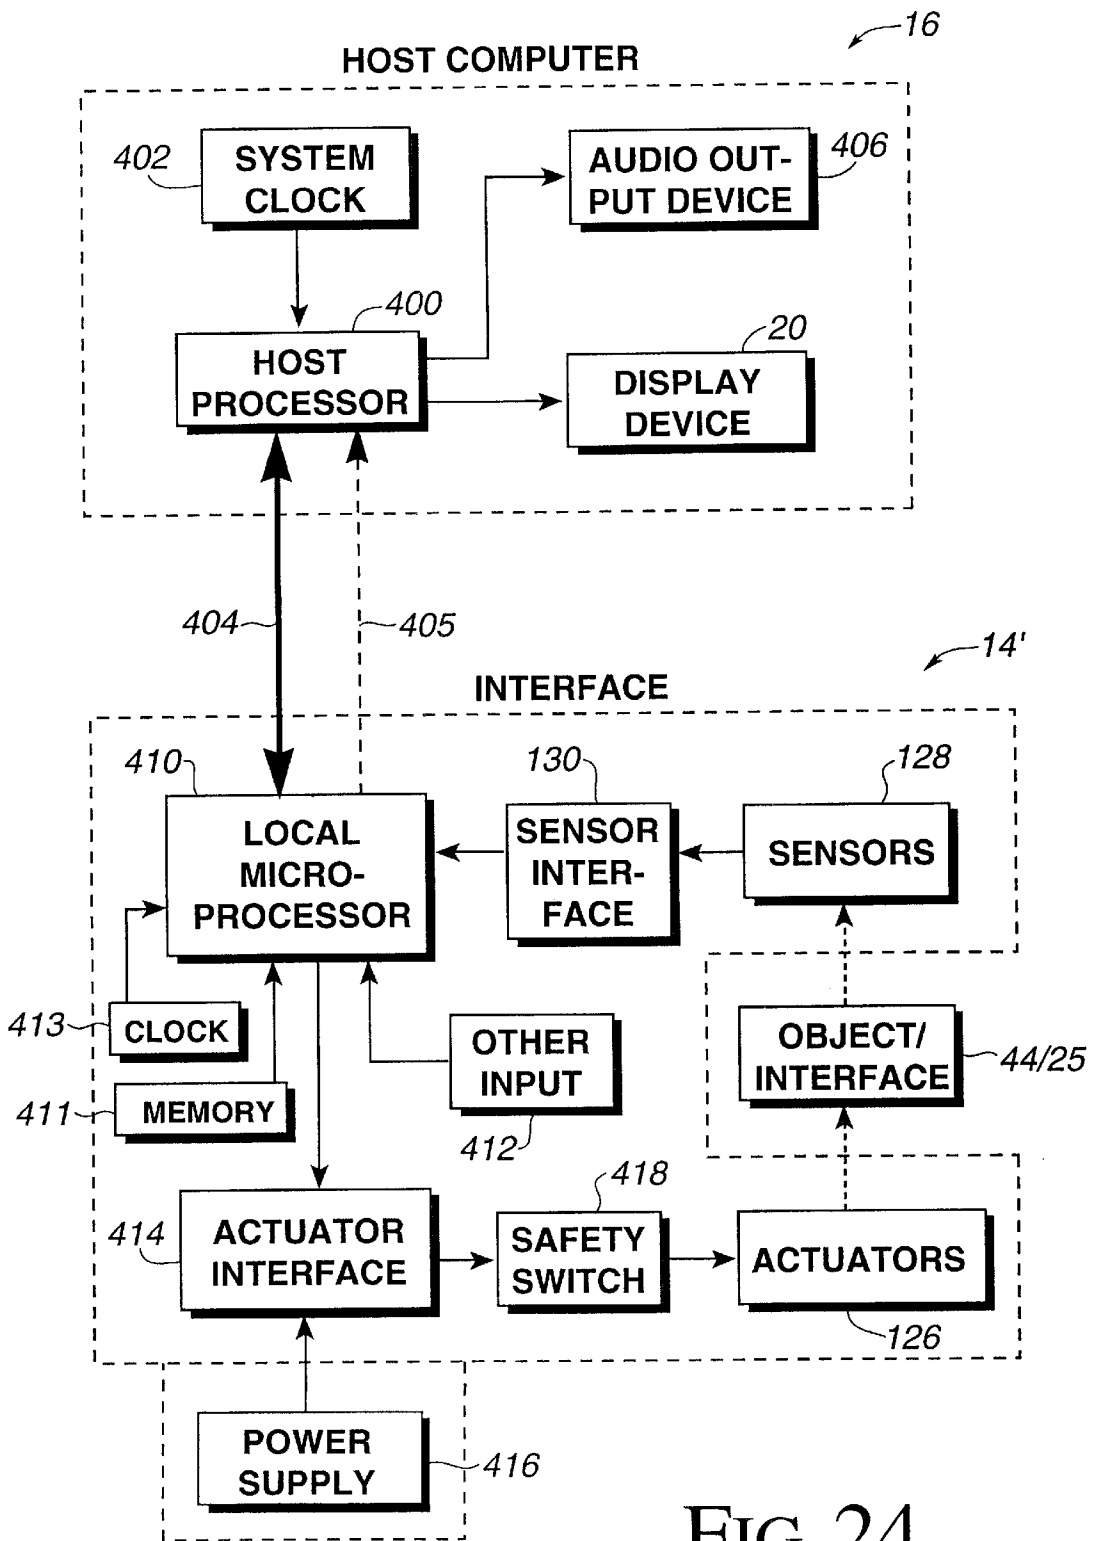 16
HOST COMPUTER
402
SYSTEM
CLOCK
AUDIO OUT-
PUT DEVICE
406
400
HOST
PROCESSOR
20
DISPLAY
DEVICE
404
405
14'
INTERFACE
410
LOCAL
MICRO-
PROCESSOR
130
SENSOR
INTER-
FACE
128
SENSORS
413
CLOCK
411
MEMORY
OTHER
INPUT
412
OBJECT/
INTERFACE
44/25
414
ACTUATOR
INTERFACE
418
SAFETY
SWITCH
ACTUATORS
126
POWER
SUPPLY
416
FIG. 24